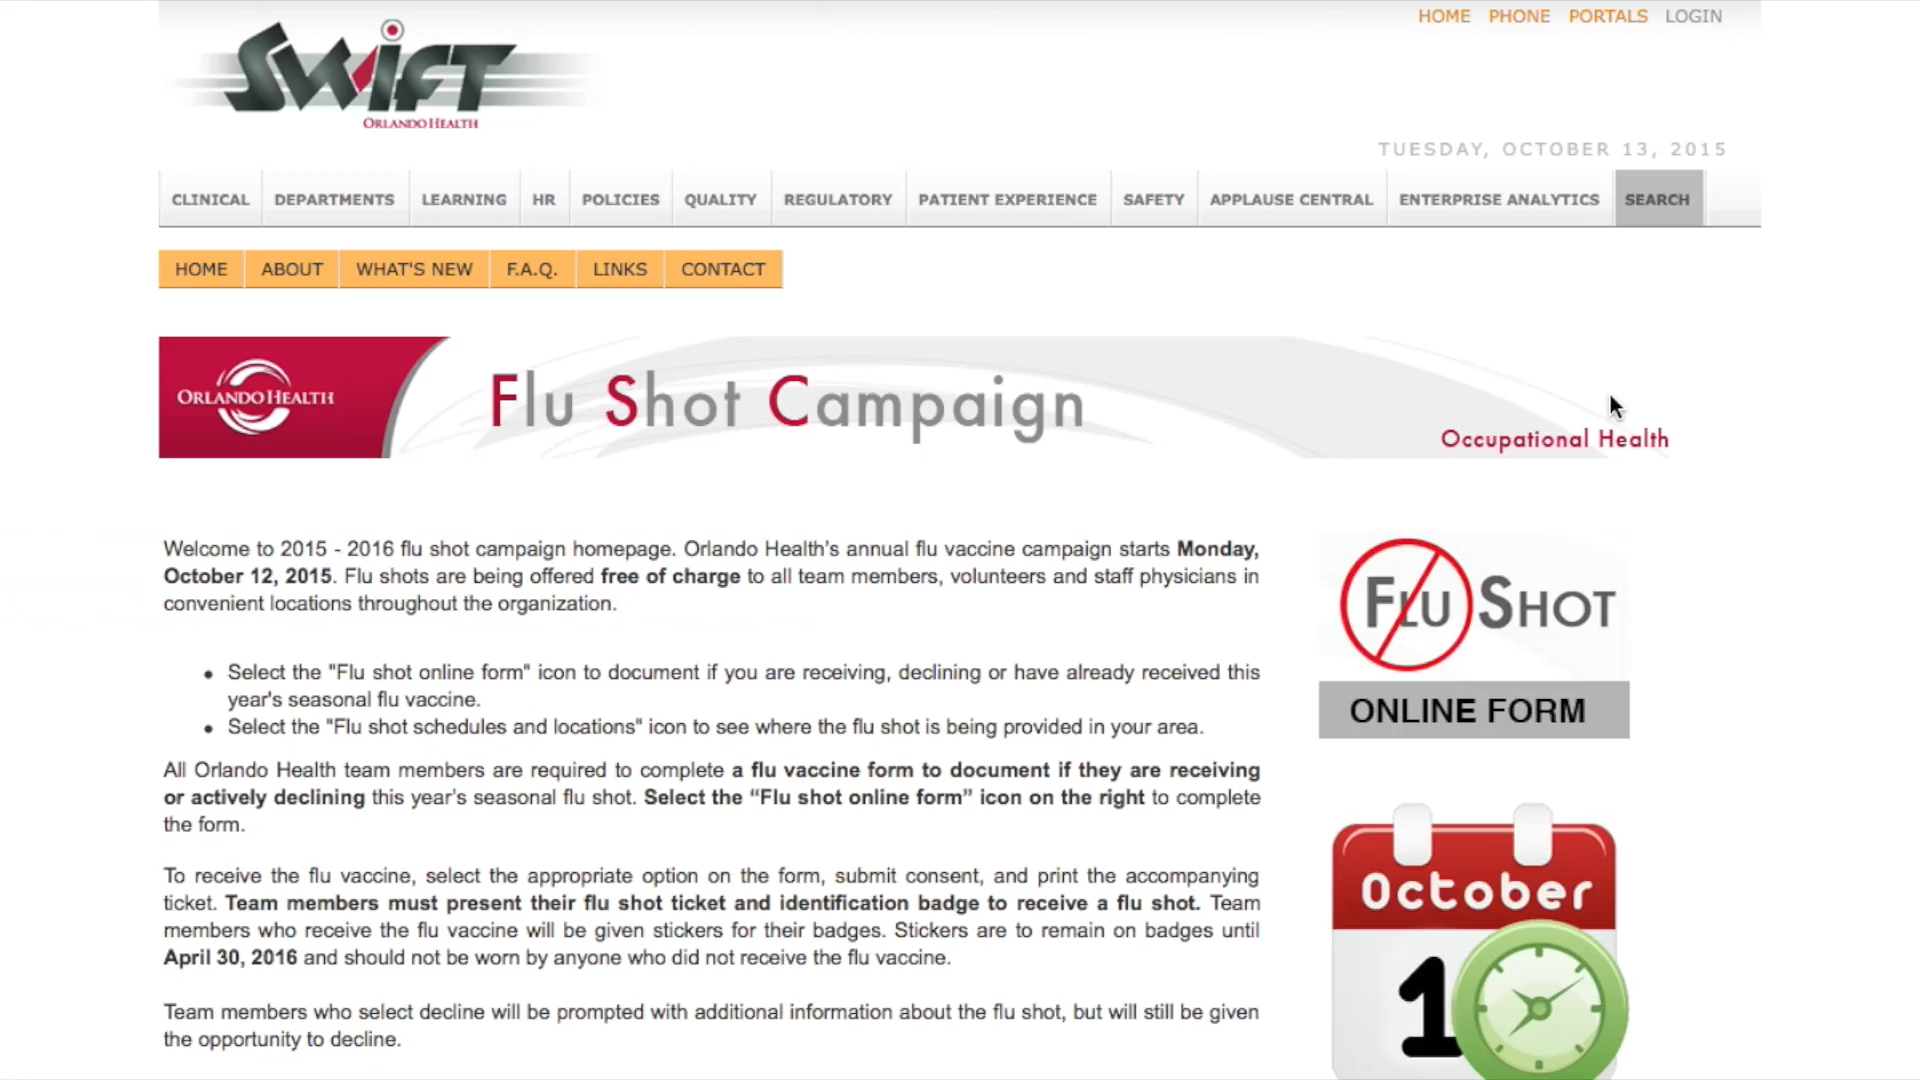 HOME PHONE PORTALS LOGIN
SWIFT
ORLANDO HEALTH
TUESDAY, OCTOBER 13, 2015
CLINICAL DEPARTMENTS LEARNING HR POLICIES QUALITY REGULATORY PATIENT EXPERIENCE SAFETY APPLAUSE CENTRAL ENTERPRISE ANALYTICS SEARCH
HOME ABOUT WHAT'S NEW F.A.Q. LINKS CONTACT
ORLANDO HEALTH
Flu Shot Campaign
Occupational Health
Welcome to 2015 - 2016 flu shot campaign homepage. Orlando Health's annual flu vaccine campaign starts Monday,
October 12, 2015. Flu shots are being offered free of charge to all team members, volunteers and staff physicians in
convenient locations throughout the organization.
• Select the "Flu shot online form" icon to document if you are receiving, declining or have already received this
year's seasonal flu vaccine.
• Select the "Flu shot schedules and locations" icon to see where the flu shot is being provided in your area.
All Orlando Health team members are required to complete a flu vaccine form to document if they are receiving
or actively declining this year's seasonal flu shot. Select the “Flu shot online form” icon on the right to complete
the form.
To receive the flu vaccine, select the appropriate option on the form, submit consent, and print the accompanying
ticket. Team members must present their flu shot ticket and identification badge to receive a flu shot. Team
members who receive the flu vaccine will be given stickers for their badges. Stickers are to remain on badges until
April 30, 2016 and should not be worn by anyone who did not receive the flu vaccine.
Team members who select decline will be prompted with additional information about the flu shot, but will still be given
the opportunity to decline.
FLU SHOT
ONLINE FORM
October
1